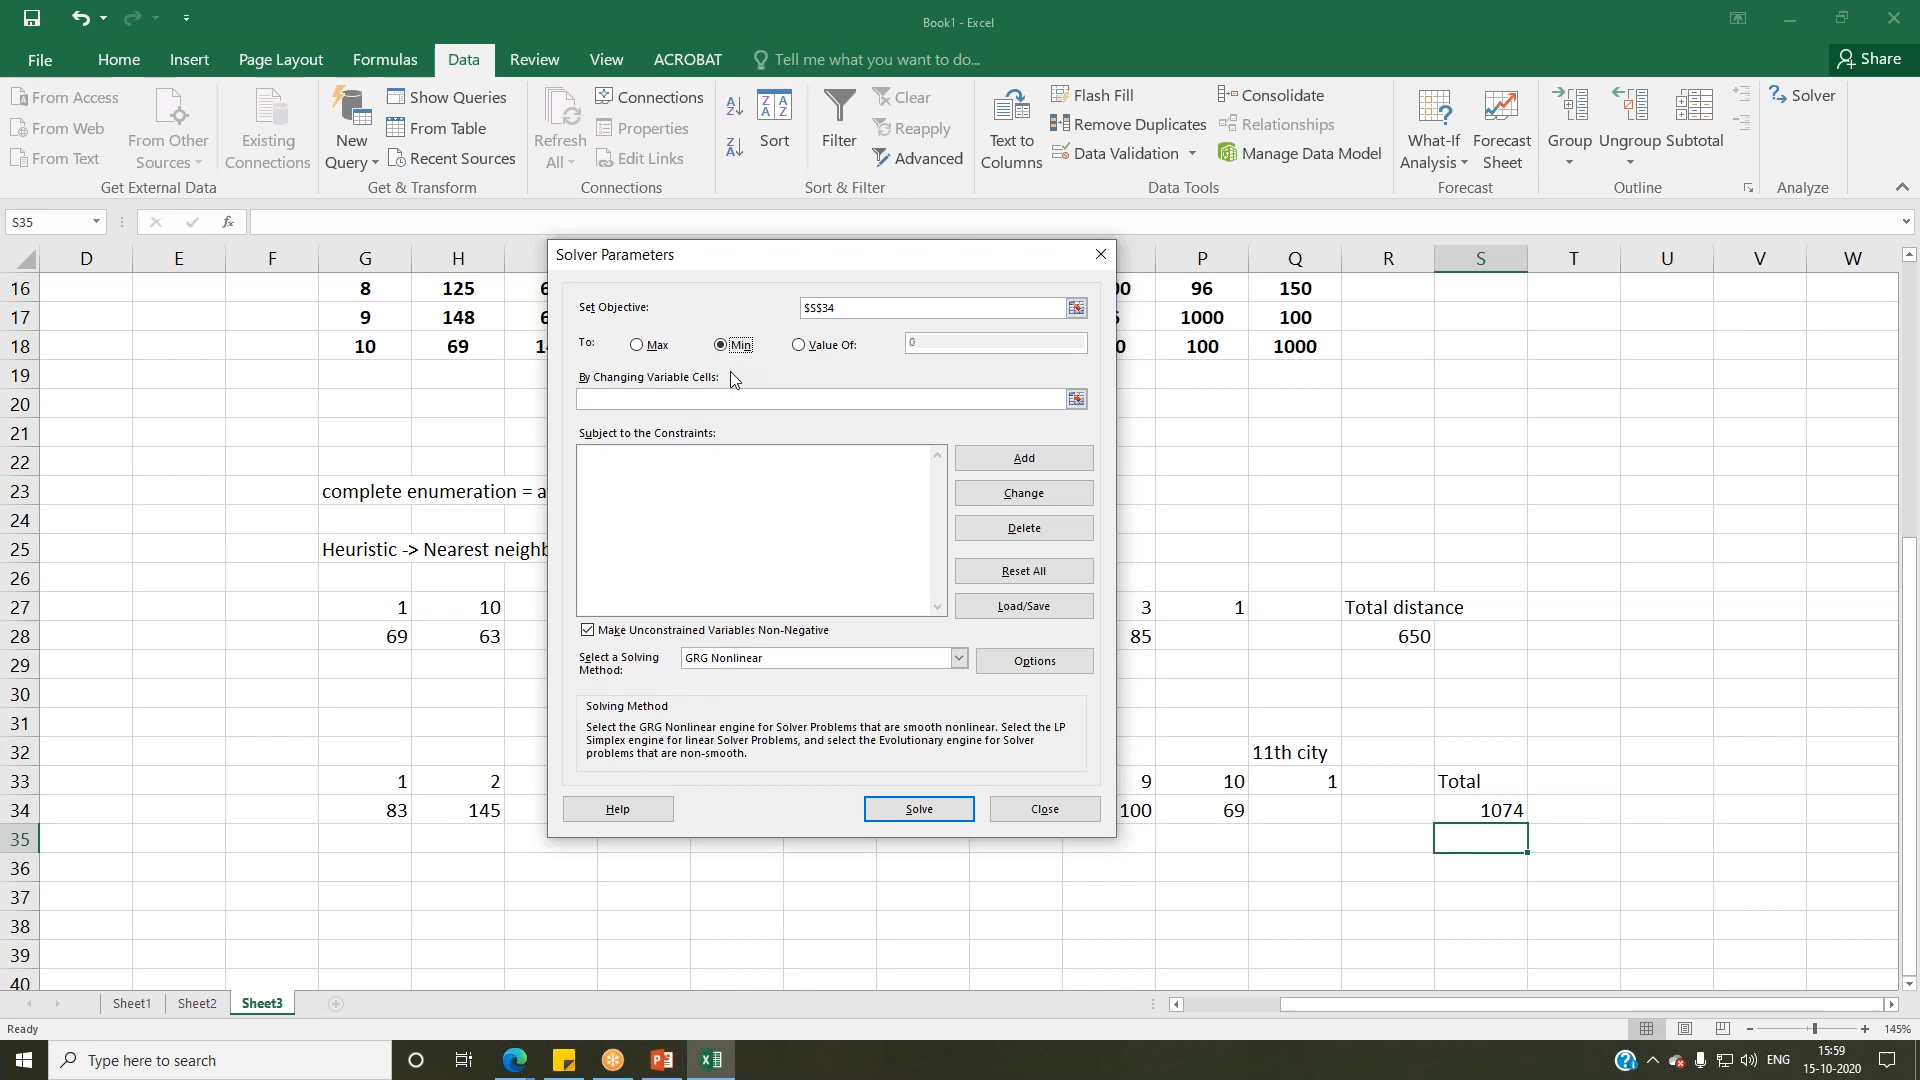 Book1 - Excel
File Home Insert Page Layout Formulas Data Review View ACROBAT Tell me what you want to do... Share
From Access
From Web
From Text
From Other Sources
Existing Connections
Get External Data
New Query
Show Queries
From Table
Recent Sources
Get & Transform
Refresh All
Connections
Properties
Edit Links
Connections
Sort
Filter
Clear
Reapply
Advanced
Sort & Filter
Text to Columns
Flash Fill
Remove Duplicates
Data Validation
Consolidate
Relationships
Manage Data Model
Data Tools
What-If Analysis
Forecast Sheet
Forecast
Group
Ungroup
Subtotal
Outline
Solver
Analyze
S35 fx
D E F G H P Q R S T U V W
16 8 125 96 150
17 9 148 1000 100
18 10 69 100 1000
19
20
21
22
23 complete enumeration =
24
25 Heuristic -> Nearest
26
27 1 10 3 1 Total distance
28 69 63 85 650
29
30
31
32 11th city
33 1 2 9 10 1 Total
34 83 145 100 69 1074
35
36
37
38
39
40
Solver Parameters
Set Objective: $S$34
To: Max Min Value Of: 0
By Changing Variable Cells:
Subject to the Constraints:
Add
Change
Delete
Reset All
Load/Save
Make Unconstrained Variables Non-Negative
Select a Solving Method: GRG Nonlinear Options
Solving Method
Select the GRG Nonlinear engine for Solver Problems that are smooth nonlinear. Select the LP
Simplex engine for linear Solver Problems, and select the Evolutionary engine for Solver
problems that are non-smooth.
Help Solve Close
Sheet1 Sheet2 Sheet3
Ready 145%
Type here to search
ENG
15:59
15-10-2020